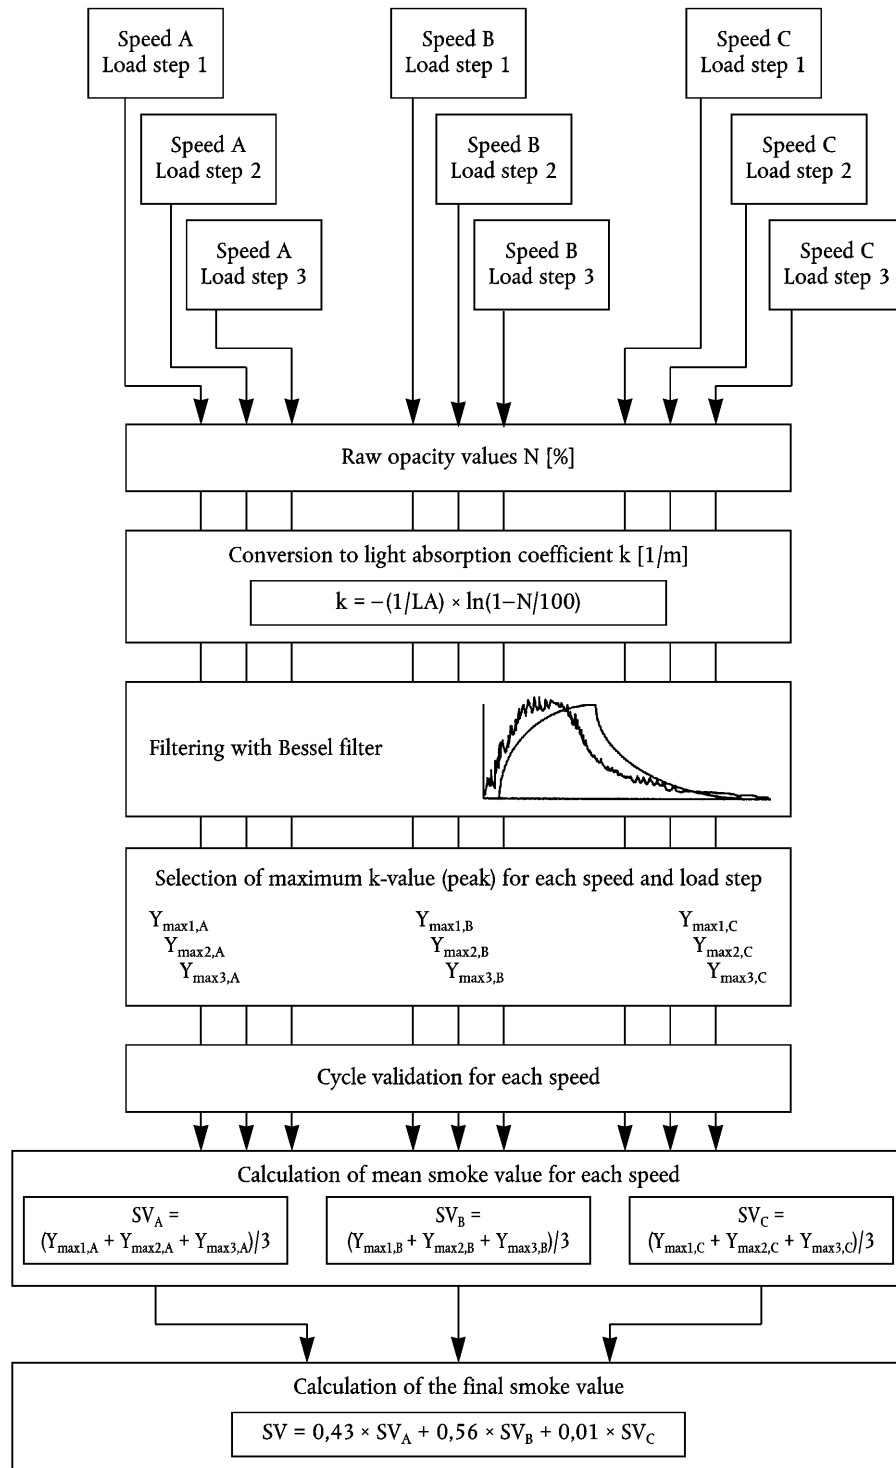 Speed A
Load step 1
Speed B
Load step 1
Speed C
Load step 1
Speed A
Load step 2
Speed B
Load step 2
Speed C
Load step 2
Speed A
Load step 3
Speed B
Load step 3
Speed C
Load step 3
Raw opacity values N [%]
Conversion to light absorption coefficient k [1/m]
k = −(1/LA) × ln(1−N/100)
Filtering with Bessel filter
Selection of maximum k-value (peak) for each speed and load step
Ymax1,A
Ymax2,A
Ymax3,A
Ymax1,B
Ymax2,B
Ymax3,B
Ymax1,C
Ymax2,C
Ymax3,C
Cycle validation for each speed
Calculation of mean smoke value for each speed
SVA =
(Ymax1,A + Ymax2,A + Ymax3,A)/3
SVB =
(Ymax1,B + Ymax2,B + Ymax3,B)/3
SVC =
(Ymax1,C + Ymax2,C + Ymax3,C)/3
Calculation of the final smoke value
SV = 0,43 × SVA + 0,56 × SVB + 0,01 × SVC